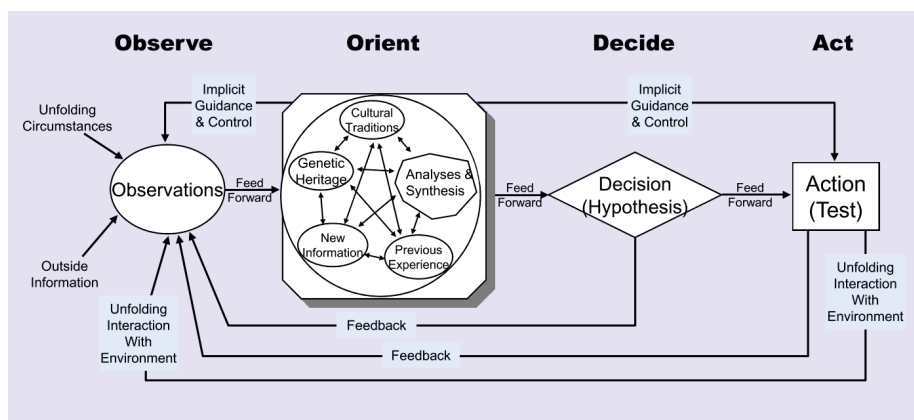 Observe
Orient
Decide
Act
Implicit
Guidance
& Control
Implicit
Guidance
& Control
Unfolding
Circumstances
Cultural
Traditions
Genetic
Heritage
Analyses &
Synthesis
New
Information
Previous
Experience
Observations
Feed
Forward
Feed
Forward
Decision
(Hypothesis)
Feed
Forward
Action
(Test)
Outside
Information
Unfolding
Interaction
With
Environment
Unfolding
Interaction
With
Environment
Feedback
Feedback